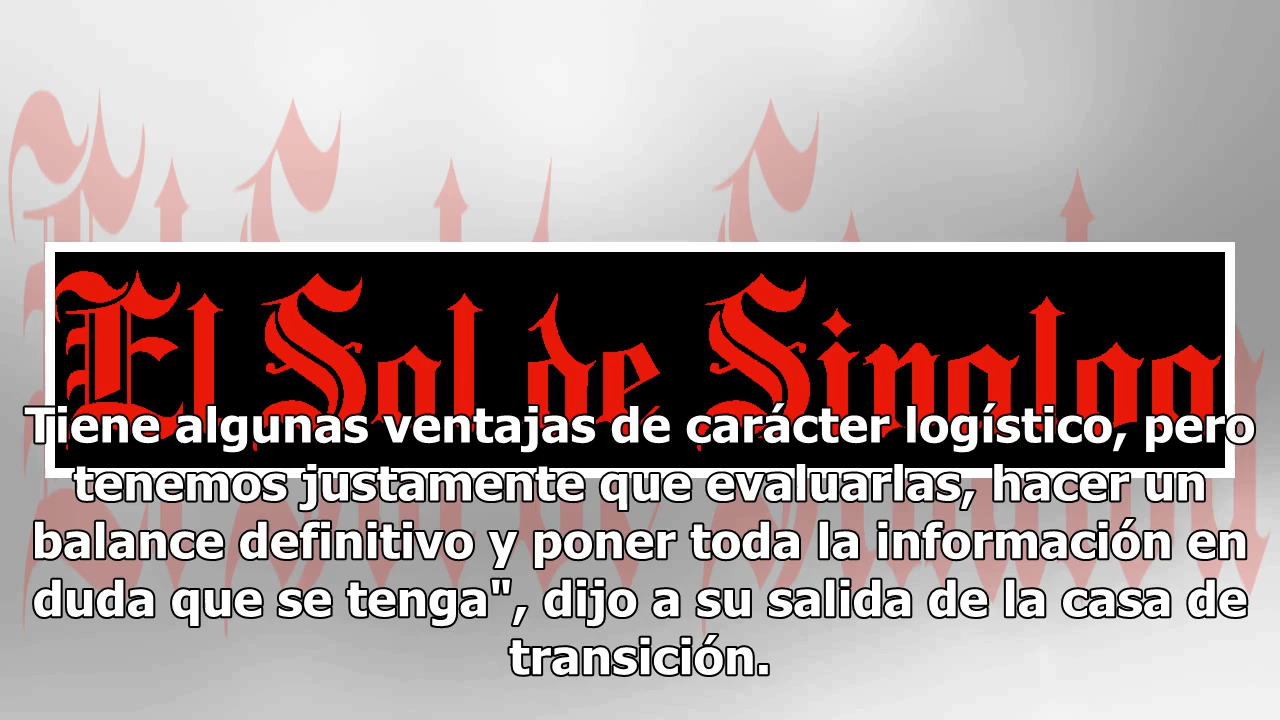 El Sol de Sinaloa
Tiene algunas ventajas de carácter logístico, pero
tenemos justamente que evaluarlas, hacer un
balance definitivo y poner toda la información en
duda que se tenga", dijo a su salida de la casa de
transición.